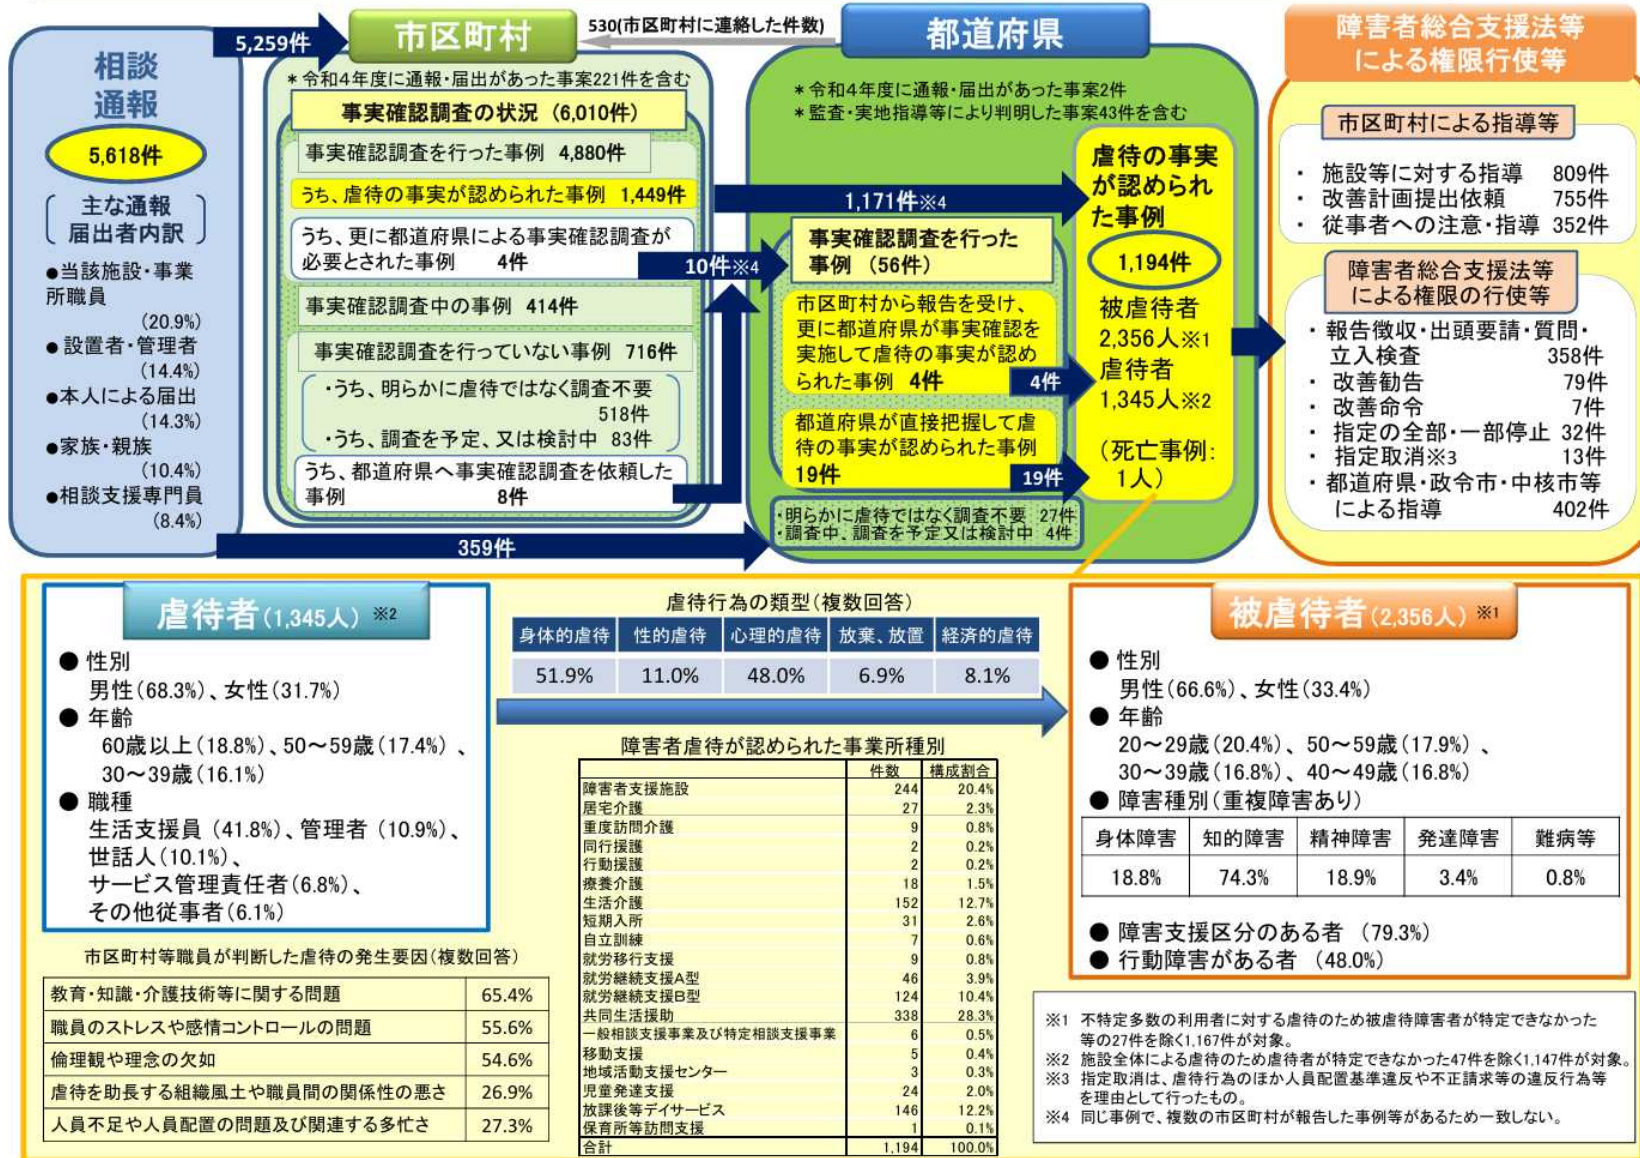 相談
通報
5,618件
主な通報
届出者内訳
●当該施設・事業
所職員
(20.9%)
●設置者・管理者
(14.4%)
●本人による届出
(14.3%)
●家族・親族
(10.4%)
●相談支援専門員
(8.4%)
5,259件
市区町村
530(市区町村に連絡した件数)
*令和4年度に通報・届出があった事案221件を含む
事実確認調査の状況 (6,010件)
事実確認調査を行った事例 4,880件
うち、虐待の事実が認められた事例 1,449件
うち、更に都道府県による事実確認調査が
必要とされた事例 4件
事実確認調査中の事例 414件
事実確認調査を行っていない事例 716件
・うち、明らかに虐待ではなく調査不要
518件
・うち、調査を予定、又は検討中 83件
うち、都道府県へ事実確認調査を依頼した
事例 8件
359件
都道府県
*令和4年度に通報・届出があった事案2件
*監査・実地指導等により判明した事案43件を含む
1,171件※4
10件※4
事実確認調査を行った
事例 (56件)
市区町村から報告を受け、
更に都道府県が事実確認を
実施して虐待の事実が認め
られた事例 4件
4件
都道府県が直接把握して虐
待の事実が認められた事例
19件
19件
・明らかに虐待ではなく調査不要 27件
・調査中、調査を予定又は検討中 4件
虐待の事実
が認められ
た事例
1,194件
被虐待者
2,356人※1
虐待者
1,345人※2
(死亡事例:
1人)
障害者総合支援法等
による権限行使等
市区町村による指導等
・ 施設等に対する指導 809件
・ 改善計画提出依頼 755件
・ 従事者への注意・指導 352件
障害者総合支援法等
による権限の行使等
・報告徴収・出頭要請・質問・
立入検査 358件
・ 改善勧告 79件
・ 改善命令 7件
・ 指定の全部・一部停止 32件
・ 指定取消※3 13件
・都道府県・政令市・中核市等
による指導 402件
虐待者(1,345人) ※2
● 性別
男性(68.3%)、女性(31.7%)
● 年齢
60歳以上(18.8%)、50～59歳(17.4%)、
30～39歳(16.1%)
● 職種
生活支援員 (41.8%)、管理者 (10.9%)、
世話人(10.1%)、
サービス管理責任者(6.8%)、
その他従事者(6.1%)
市区町村等職員が判断した虐待の発生要因(複数回答)
教育・知識・介護技術等に関する問題 65.4%
職員のストレスや感情コントロールの問題 55.6%
倫理観や理念の欠如 54.6%
虐待を助長する組織風土や職員間の関係性の悪さ 26.9%
人員不足や人員配置の問題及び関連する多忙さ 27.3%
虐待行為の類型(複数回答)
身体的虐待 性的虐待 心理的虐待 放棄、放置 経済的虐待
51.9% 11.0% 48.0% 6.9% 8.1%
障害者虐待が認められた事業所種別
件数 構成割合
障害者支援施設 244 20.4%
居宅介護 27 2.3%
重度訪問介護 9 0.8%
同行援護 2 0.2%
行動援護 2 0.2%
療養介護 18 1.5%
生活介護 152 12.7%
短期入所 31 2.6%
自立訓練 7 0.6%
就労移行支援 9 0.8%
就労継続支援A型 46 3.9%
就労継続支援B型 124 10.4%
共同生活援助 338 28.3%
一般相談支援事業及び特定相談支援事業 6 0.5%
移動支援 5 0.4%
地域活動支援センター 3 0.3%
児童発達支援 24 2.0%
放課後等デイサービス 146 12.2%
保育所等訪問支援 1 0.1%
合計 1,194 100.0%
被虐待者(2,356人) ※1
● 性別
男性(66.6%)、女性(33.4%)
● 年齢
20～29歳(20.4%)、50～59歳(17.9%)、
30～39歳(16.8%)、40～49歳(16.8%)
● 障害種別(重複障害あり)
身体障害 知的障害 精神障害 発達障害 難病等
18.8% 74.3% 18.9% 3.4% 0.8%
● 障害支援区分のある者 (79.3%)
● 行動障害がある者 (48.0%)
※1 不特定多数の利用者に対する虐待のため被虐待障害者が特定できなかった
等の27件を除く1,167件が対象。
※2 施設全体による虐待のため虐待者が特定できなかった47件を除く1,147件が対象。
※3 指定取消は、虐待行為のほか人員配置基準違反や不正請求等の違反行為等
を理由として行ったもの。
※4 同じ事例で、複数の市区町村が報告した事例等があるため一致しない。